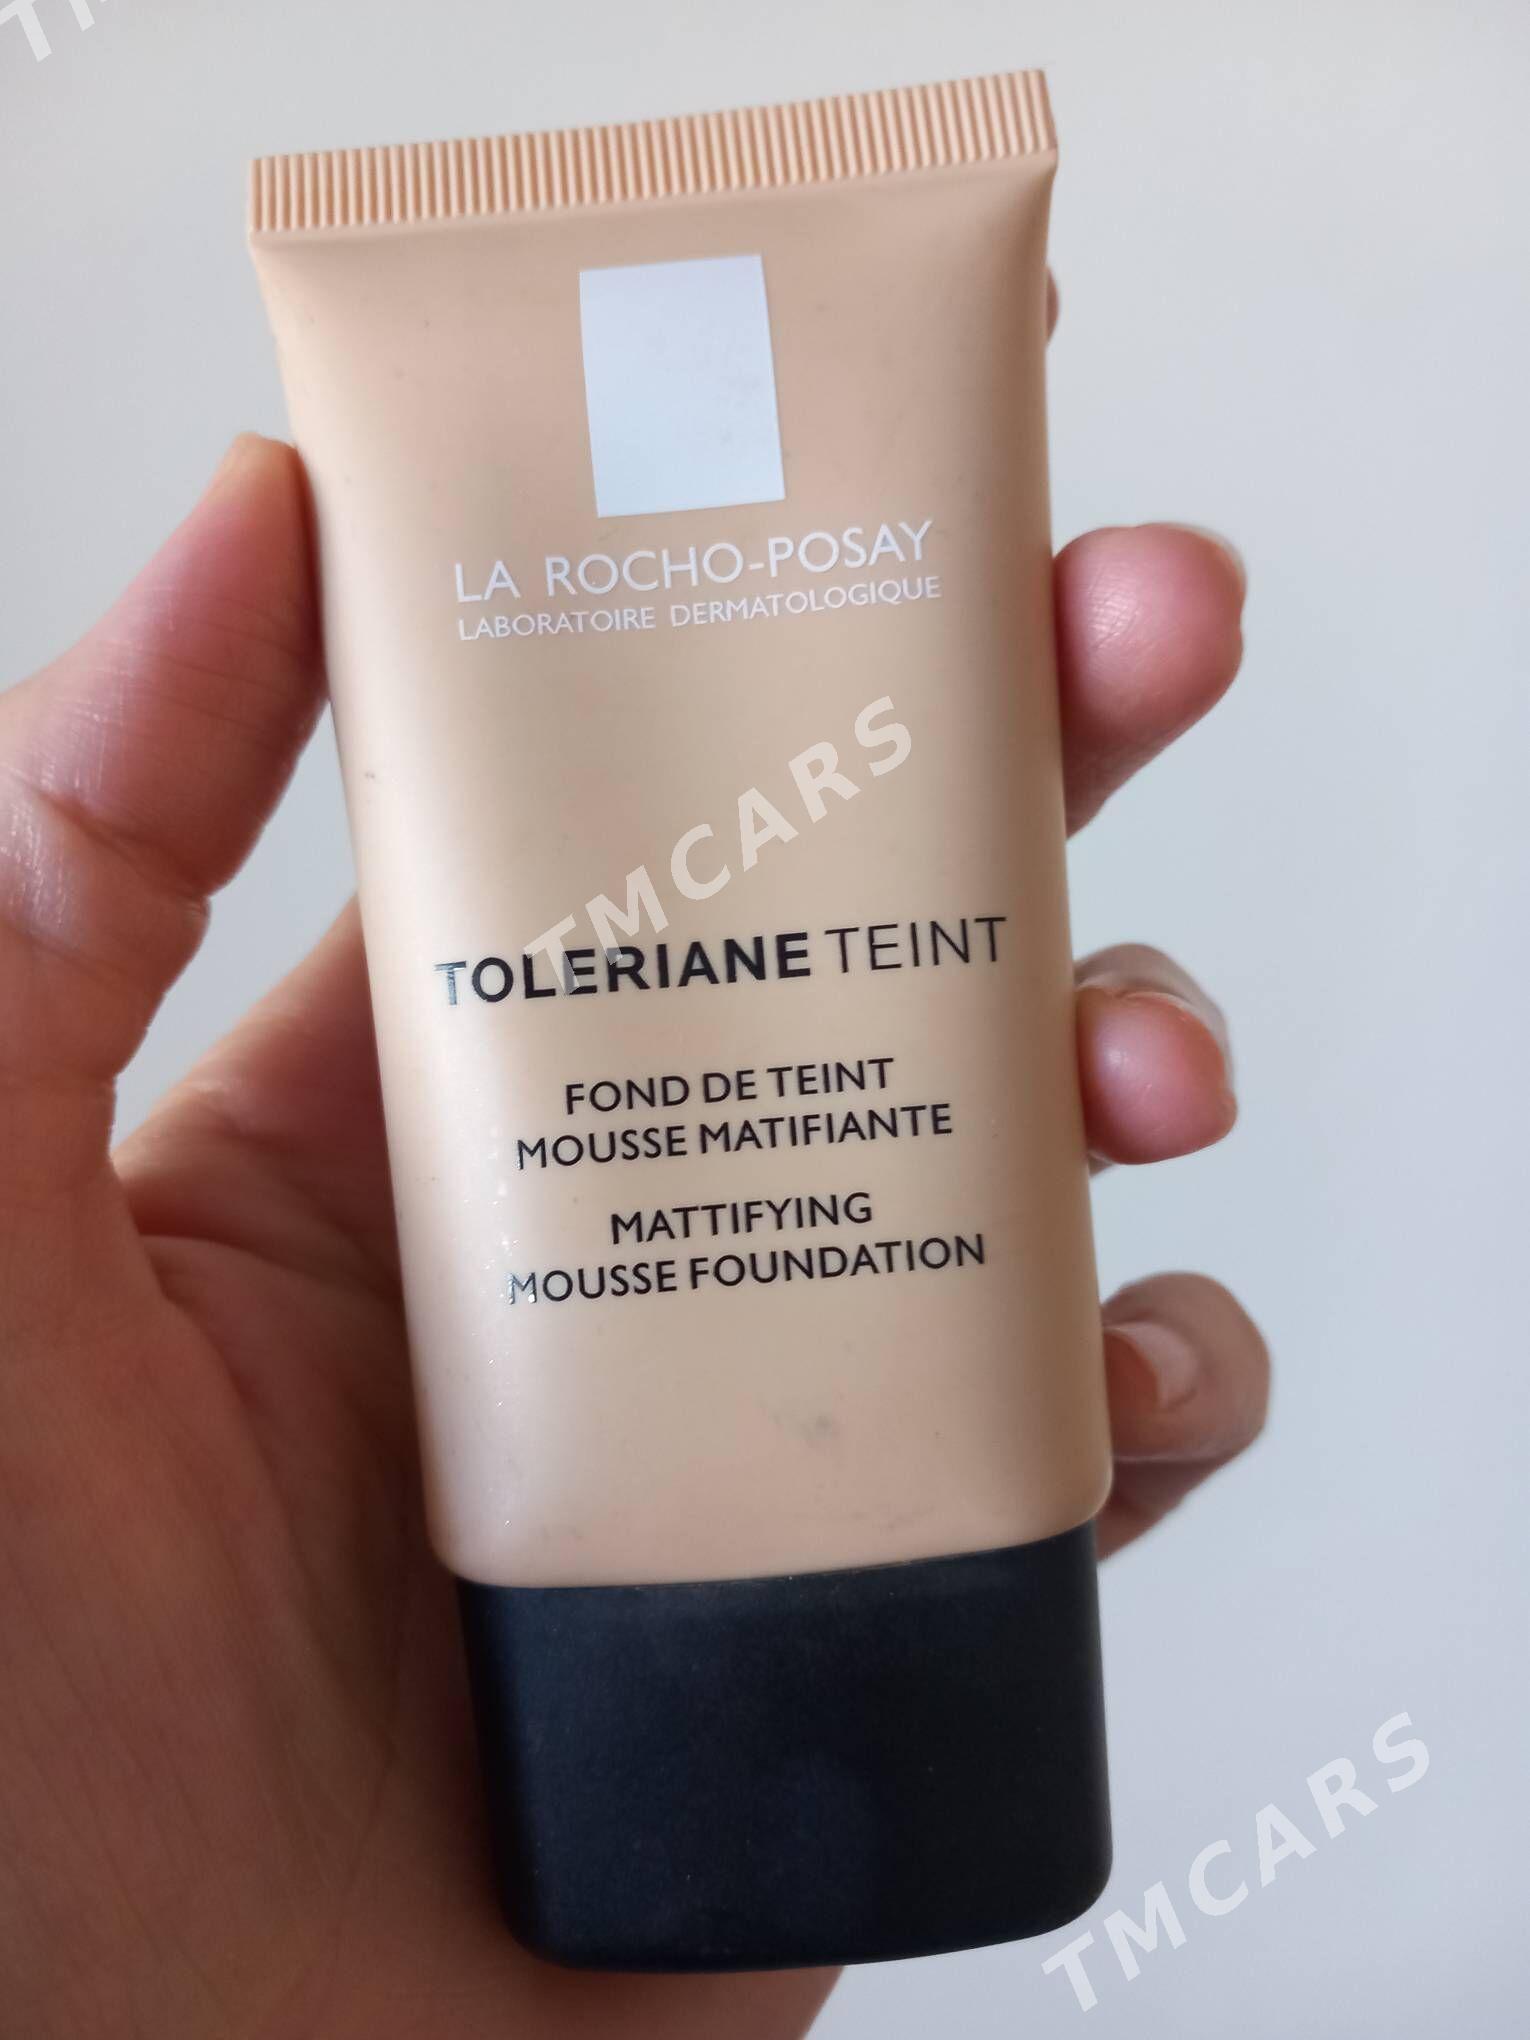 LA ROCHO-POSAY
LABORATOIRE DERMATOLOGIQUE
TMCARS
TOLERIANE TEINT
FOND DE TEINT
MOUSSE MATIFIANTE
MATTIFYING
MOUSSE FOUNDATION
TMCARS